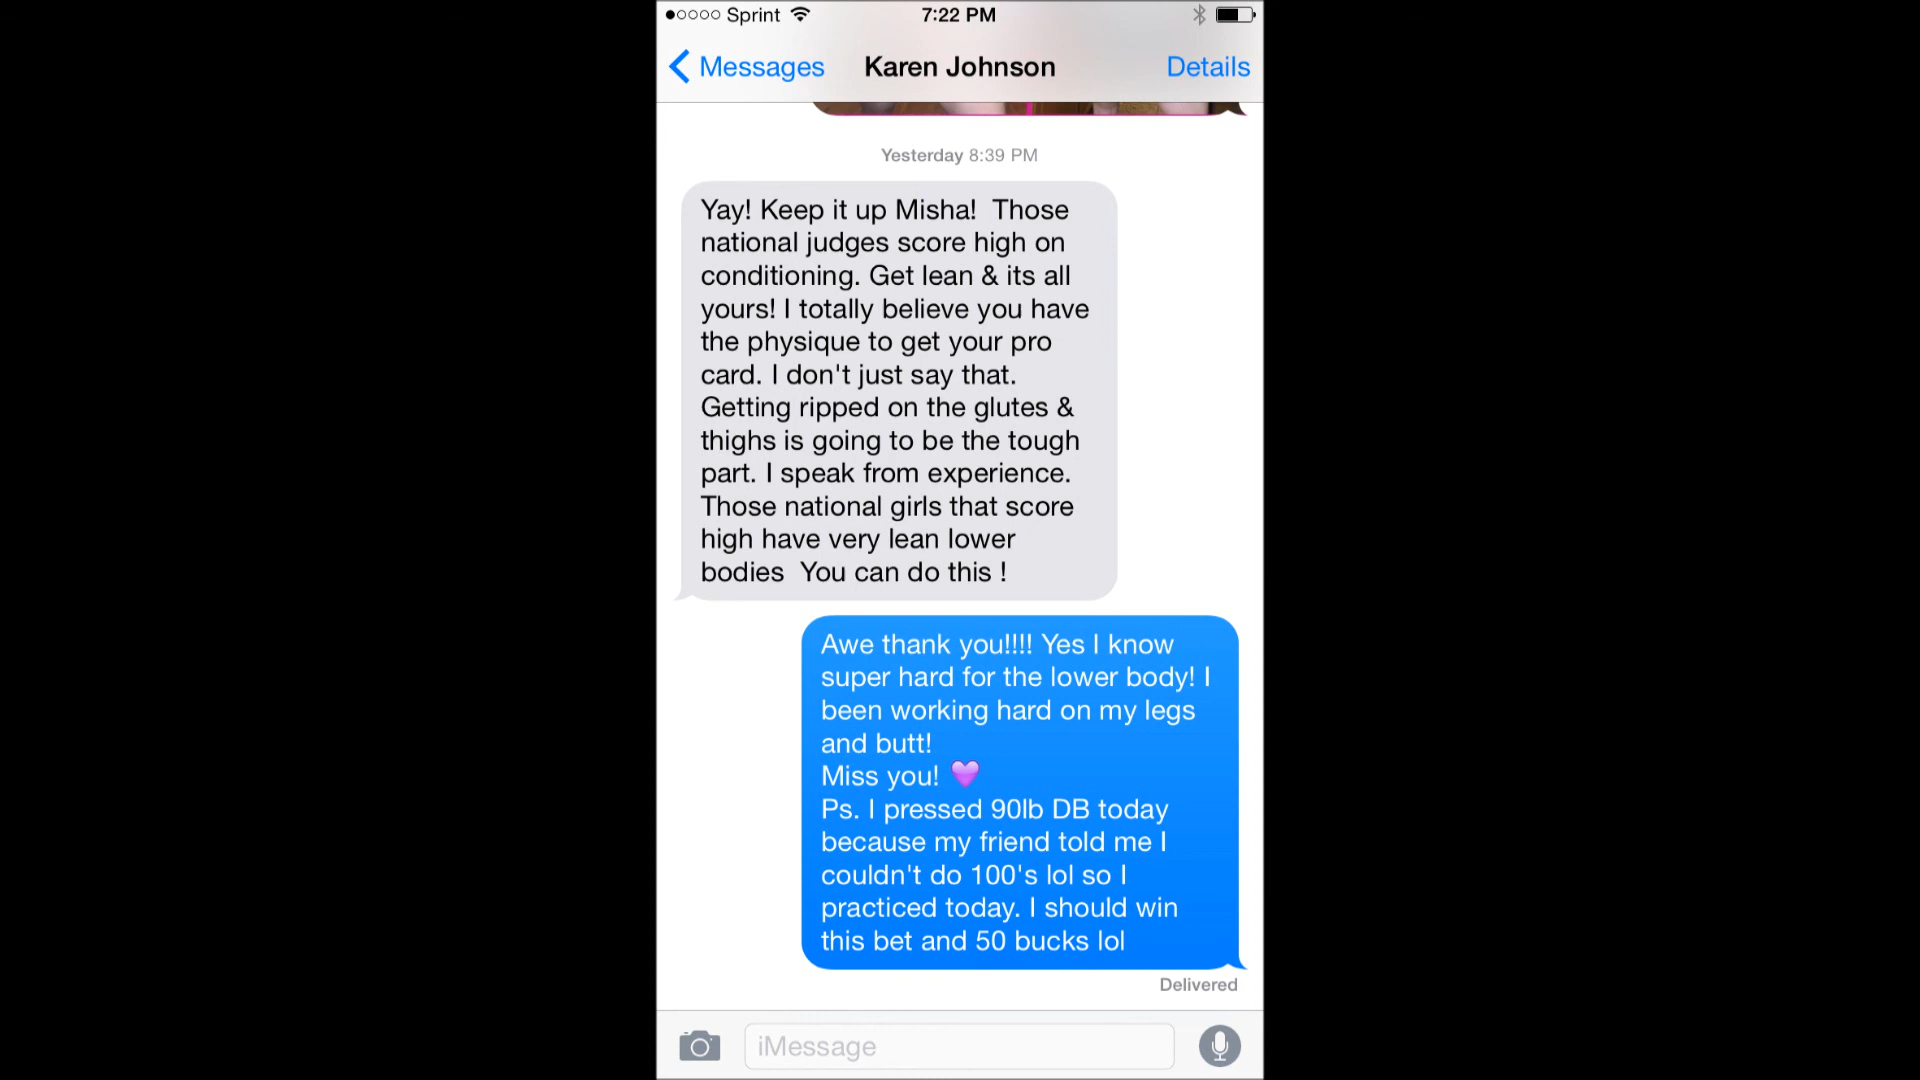 Sprint 7:22 PM
Messages Karen Johnson Details
Yesterday 8:39 PM
Yay! Keep it up Misha!  Those
national judges score high on
conditioning. Get lean & its all
yours! I totally believe you have
the physique to get your pro
card. I don't just say that.
Getting ripped on the glutes &
thighs is going to be the tough
part. I speak from experience.
Those national girls that score
high have very lean lower
bodies  You can do this !
Awe thank you!!!! Yes I know
super hard for the lower body! I
been working hard on my legs
and butt!
Miss you! 💜
Ps. I pressed 90lb DB today
because my friend told me I
couldn't do 100's lol so I
practiced today. I should win
this bet and 50 bucks lol
Delivered
iMessage